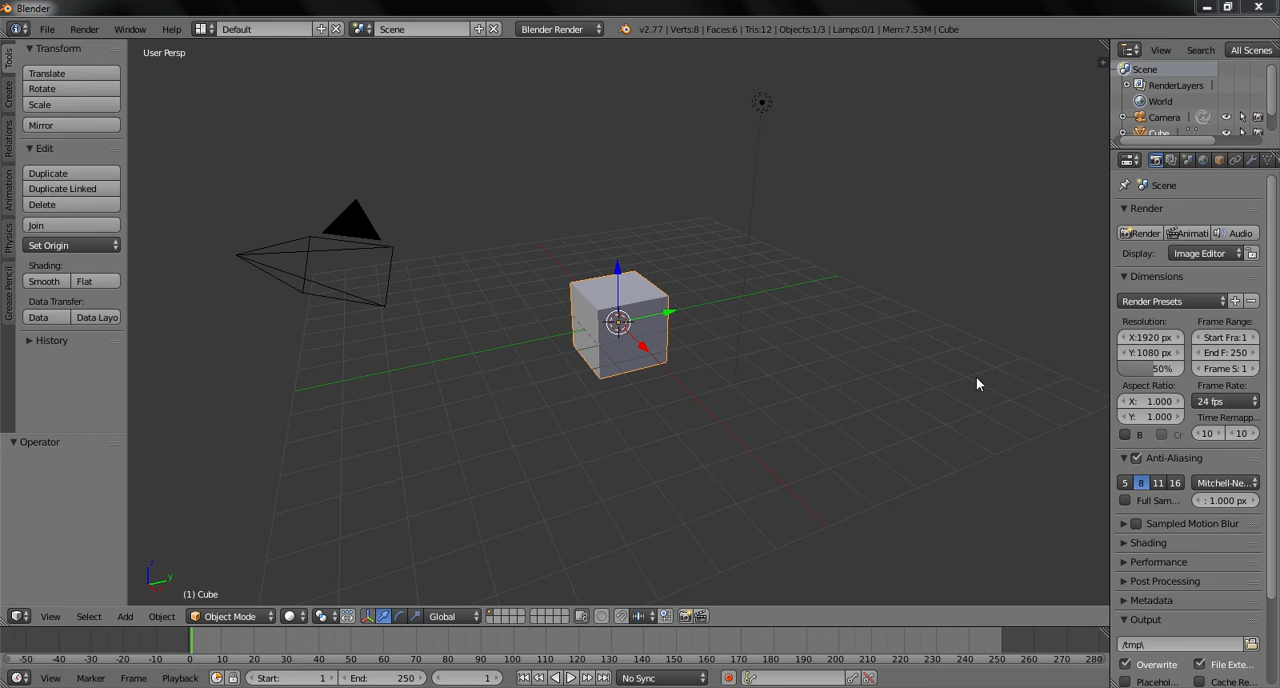 Blender
File Render Window Help Default Scene Blender Render v2.77 | Verts:8 | Faces:6 | Tris:12 | Objects:1/3 | Lamps:0/1 | Mem:7.53M | Cube
Tools
Create
Relations
Animation
Physics
Grease Pencil
Transform
Translate
Rotate
Scale
Mirror
Edit
Duplicate
Duplicate Linked
Delete
Join
Set Origin
Shading:
Smooth Flat
Data Transfer:
Data Data Layo
History
Operator
User Persp
z
y
(1) Cube
View Select Add Object Object Mode Global
View Search All Scenes
Scene
RenderLayers
World
Camera
Cube
Scene
Render
Render Animati Audio
Display: Image Editor
Dimensions
Render Presets
Resolution: Frame Range:
X:1920 px Start Fra:1
Y:1080 px End F: 250
50% Frame S: 1
Aspect Ratio: Frame Rate:
X: 1.000 24 fps
Y: 1.000 Time Remapp...
B Cr 10 10
Anti-Aliasing
5 8 11 16 Mitchell-Ne...
Full Sam... : 1.000 px
Sampled Motion Blur
Shading
Performance
Post Processing
Metadata
Output
/tmp\
Overwrite File Exte...
Placehol... Cache Re...
-50 -40 -30 -20 -10 0 10 20 30 40 50 60 70 80 90 100 110 120 130 140 150 160 170 180 190 200 210 220 230 240 250 260 270 280
View Marker Frame Playback Start: 1 End: 250 1 No Sync